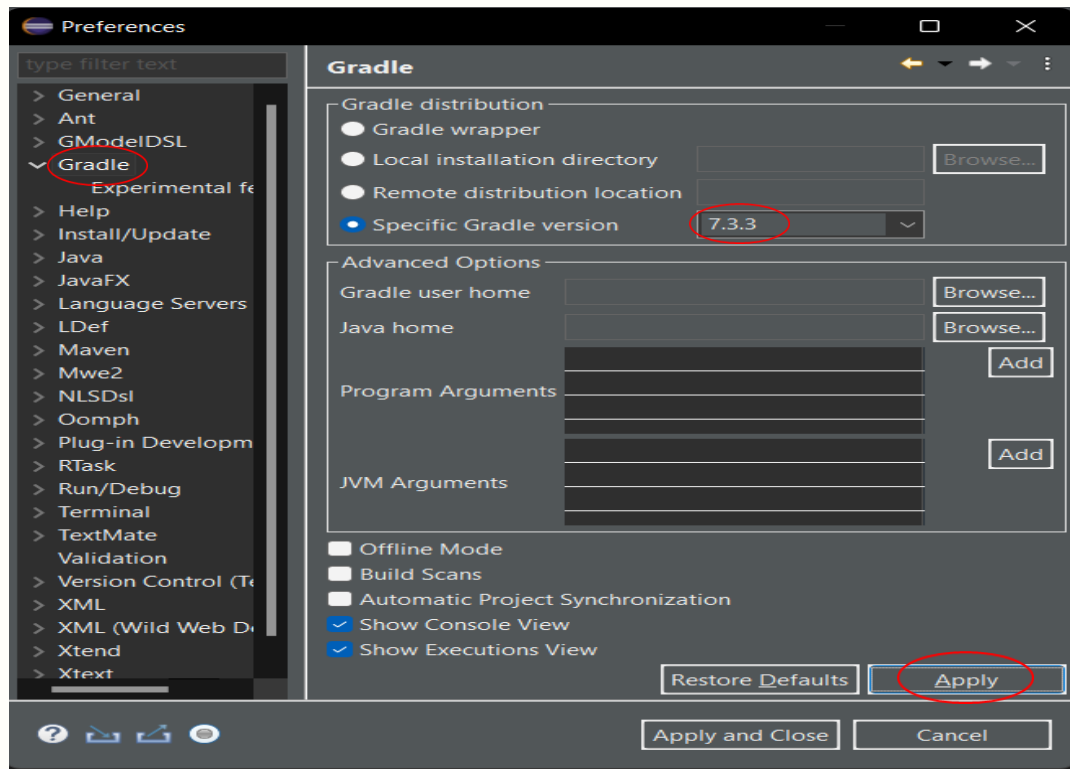 Preferences
type filter text
General
Ant
GModelDSL
Gradle
Experimental fe
Help
Install/Update
Java
JavaFX
Language Servers
LDef
Maven
Mwe2
NLSDsl
Oomph
Plug-in Developm
RTask
Run/Debug
Terminal
TextMate
Validation
Version Control (Te
XML
XML (Wild Web De
Xtend
Xtext
Gradle
Gradle distribution
Gradle wrapper
Local installation directory Browse...
Remote distribution location
Specific Gradle version 7.3.3
Advanced Options
Gradle user home Browse...
Java home Browse...
Add
Program Arguments
Add
JVM Arguments
Offline Mode
Build Scans
Automatic Project Synchronization
Show Console View
Show Executions View
Restore Defaults Apply
Apply and Close Cancel